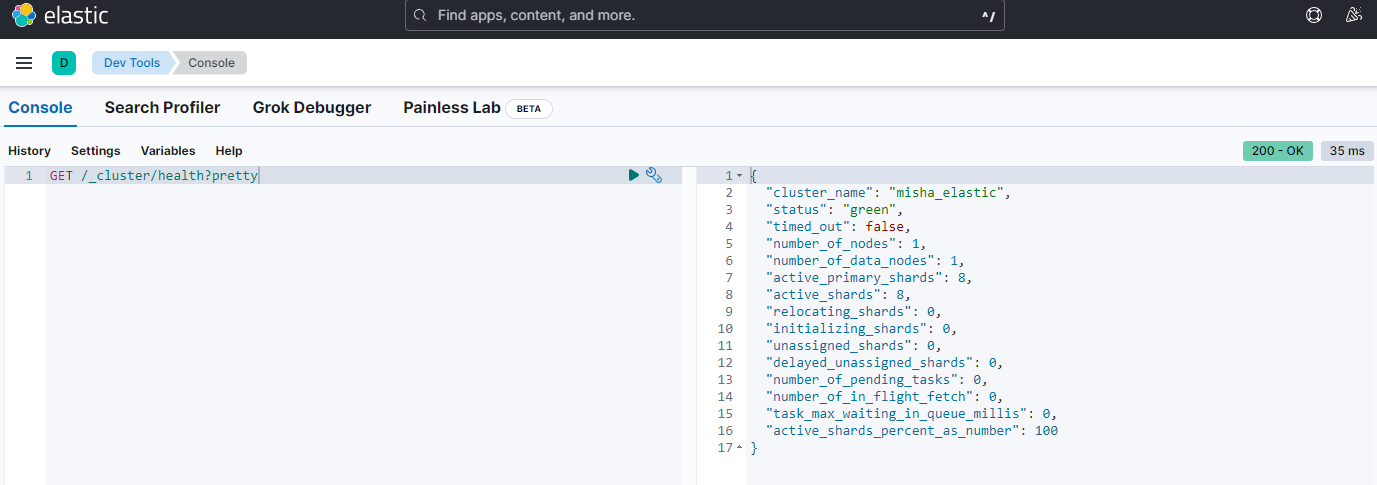 elastic
Find apps, content, and more.
^/
D
Dev Tools
Console
Console
Search Profiler
Grok Debugger
Painless Lab
BETA
History
Settings
Variables
Help
200 - OK
35 ms
1 GET /_cluster/health?pretty
1 {
2 "cluster_name": "misha_elastic",
3 "status": "green",
4 "timed_out": false,
5 "number_of_nodes": 1,
6 "number_of_data_nodes": 1,
7 "active_primary_shards": 8,
8 "active_shards": 8,
9 "relocating_shards": 0,
10 "initializing_shards": 0,
11 "unassigned_shards": 0,
12 "delayed_unassigned_shards": 0,
13 "number_of_pending_tasks": 0,
14 "number_of_in_flight_fetch": 0,
15 "task_max_waiting_in_queue_millis": 0,
16 "active_shards_percent_as_number": 100
17 }